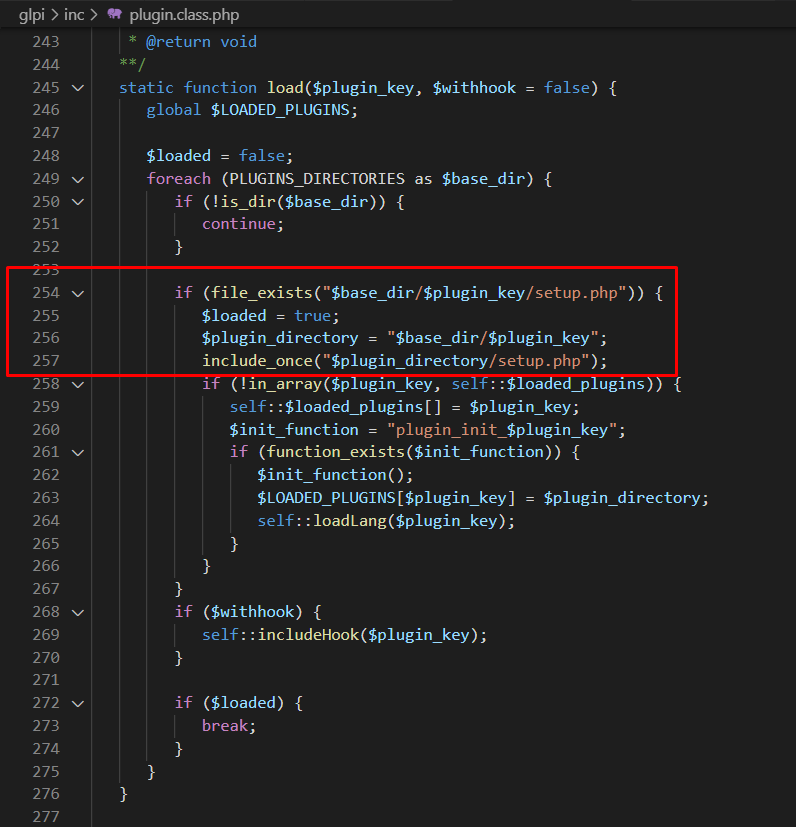 glpi > inc > plugin.class.php
243 * @return void
244 **/
245 static function load($plugin_key, $withhook = false) {
246 global $LOADED_PLUGINS;
247
248 $loaded = false;
249 foreach (PLUGINS_DIRECTORIES as $base_dir) {
250 if (!is_dir($base_dir)) {
251 continue;
252 }
253
254 if (file_exists("$base_dir/$plugin_key/setup.php")) {
255 $loaded = true;
256 $plugin_directory = "$base_dir/$plugin_key";
257 include_once("$plugin_directory/setup.php");
258 if (!in_array($plugin_key, self::$loaded_plugins)) {
259 self::$loaded_plugins[] = $plugin_key;
260 $init_function = "plugin_init_$plugin_key";
261 if (function_exists($init_function)) {
262 $init_function();
263 $LOADED_PLUGINS[$plugin_key] = $plugin_directory;
264 self::loadLang($plugin_key);
265 }
266 }
267 }
268 if ($withhook) {
269 self::includeHook($plugin_key);
270 }
271
272 if ($loaded) {
273 break;
274 }
275 }
276 }
277